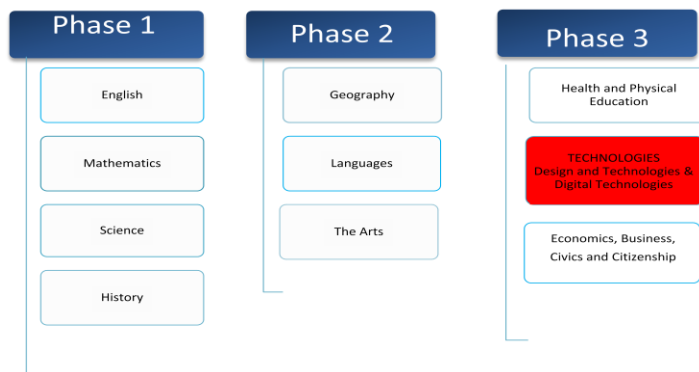 Phase 1
English
Mathematics
Science
History
Phase 2
Geography
Languages
The Arts
Phase 3
Health and Physical
Education
TECHNOLOGIES
Design and Technologies &
Digital Technologies
Economics, Business,
Civics and Citizenship